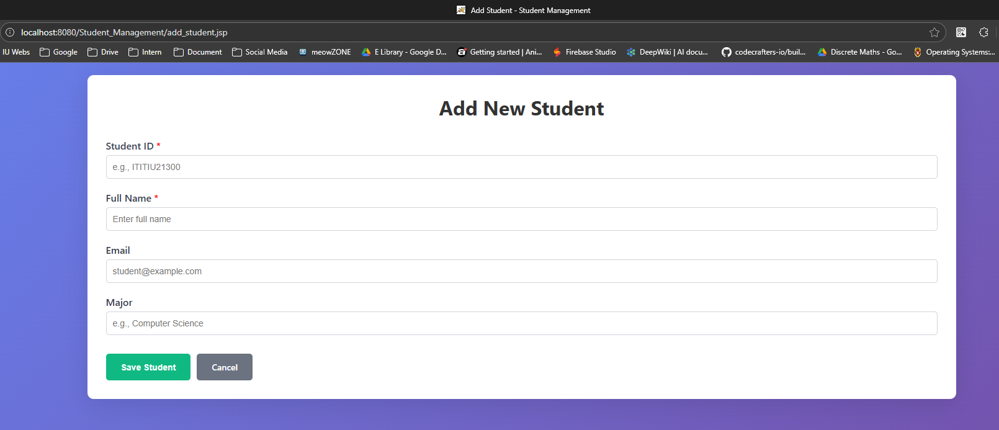 Add Student - Student Management
localhost:8080/Student_Management/add_student.jsp
IU Webs Google Drive Intern Document Social Media meowZONE E Library - Google D... Getting started | Ani... Firebase Studio DeepWiki | AI docu... codecrafters-io/buil... Discrete Maths - Go... Operating Systems:...
Add New Student
Student ID *
e.g., ITITIU21300
Full Name *
Enter full name
Email
student@example.com
Major
e.g., Computer Science
Save Student Cancel